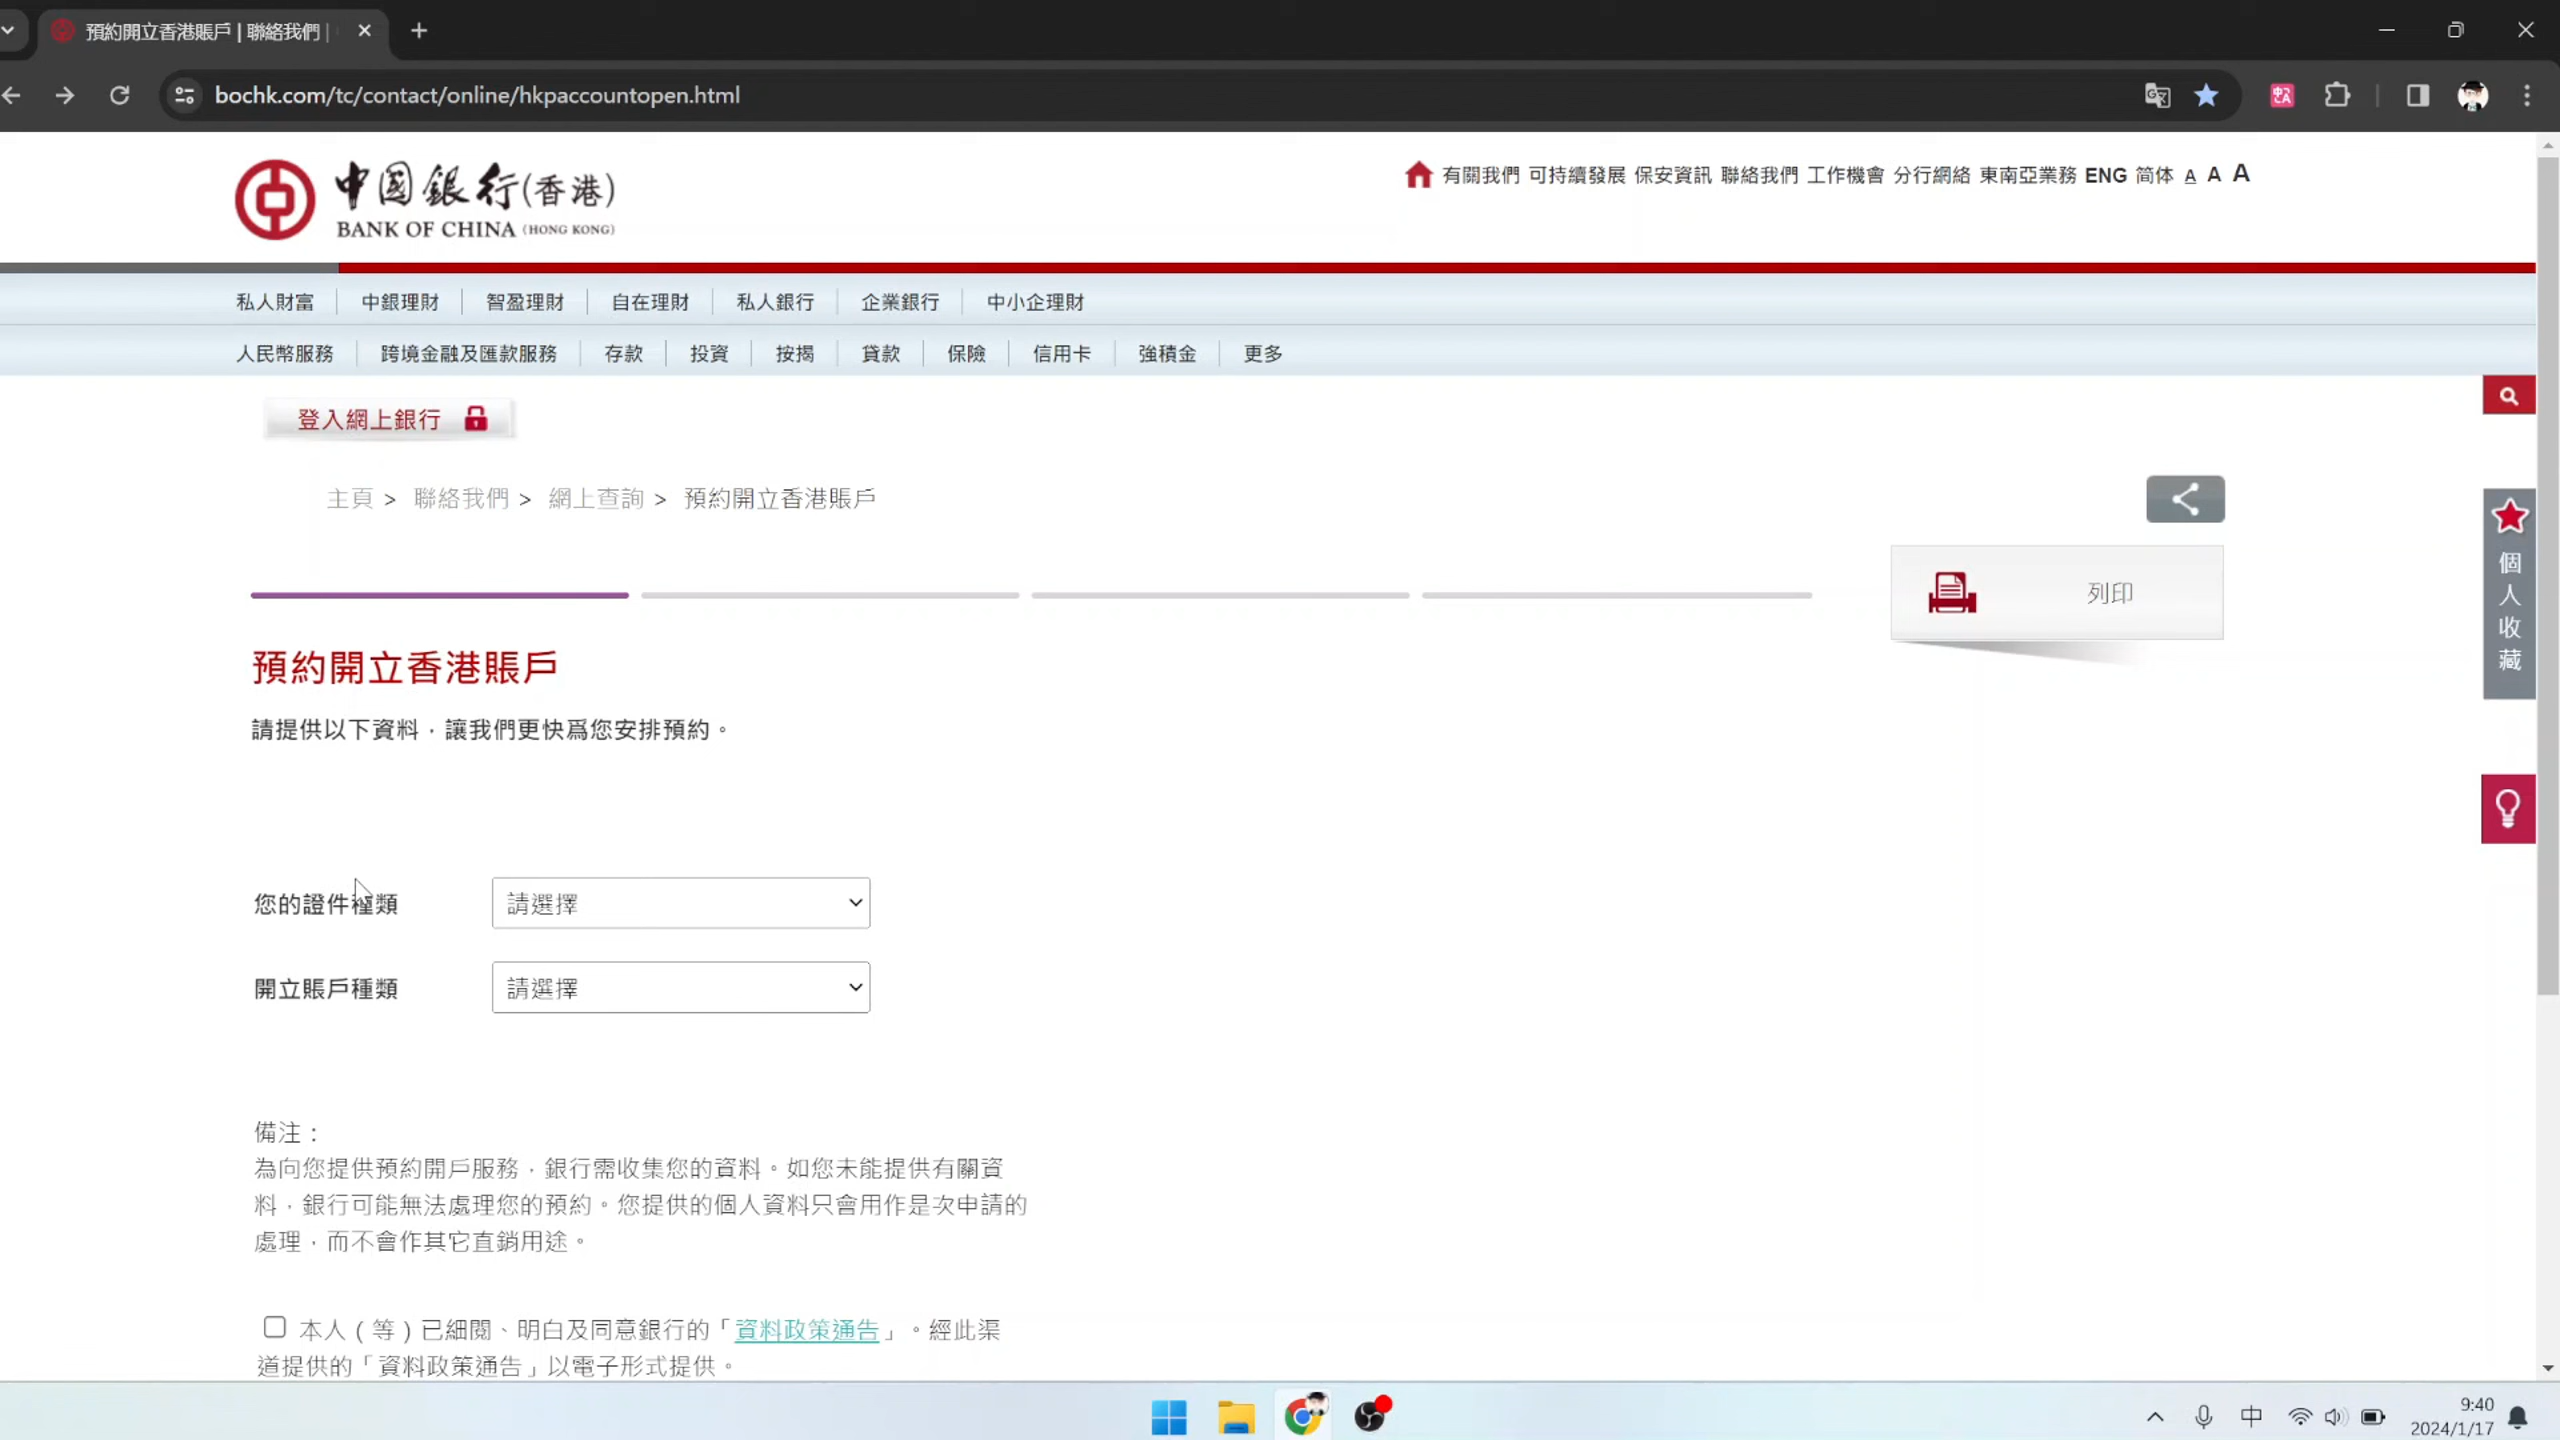 預約開立香港賬戶 | 聯絡我們 |
bochk.com/tc/contact/online/hkpaccountopen.html
中国銀行(香港)
BANK OF CHINA (HONG KONG)
有關我們 可持續發展 保安資訊 聯絡我們 工作機會 分行網絡 東南亞業務 ENG 简体 A A A
私人財富 中銀理財 智盈理財 自在理財 私人銀行 企業銀行 中小企理財
人民幣服務 跨境金融及匯款服務 存款 投資 按揭 貸款 保險 信用卡 強積金 更多
登入網上銀行
主頁 > 聯絡我們 > 網上查詢 > 預約開立香港賬戶
列印
個人收藏
預約開立香港賬戶
請提供以下資料，讓我們更快爲您安排預約。
您的證件種類 請選擇
開立賬戶種類 請選擇
備注：
為向您提供預約開戶服務，銀行需收集您的資料。如您未能提供有關資
料，銀行可能無法處理您的預約。您提供的個人資料只會用作是次申請的
處理，而不會作其它直銷用途。
本人（等）已細閱、明白及同意銀行的「資料政策通告」。經此渠
道提供的「資料政策通告」以電子形式提供。
中
9:40
2024/1/17